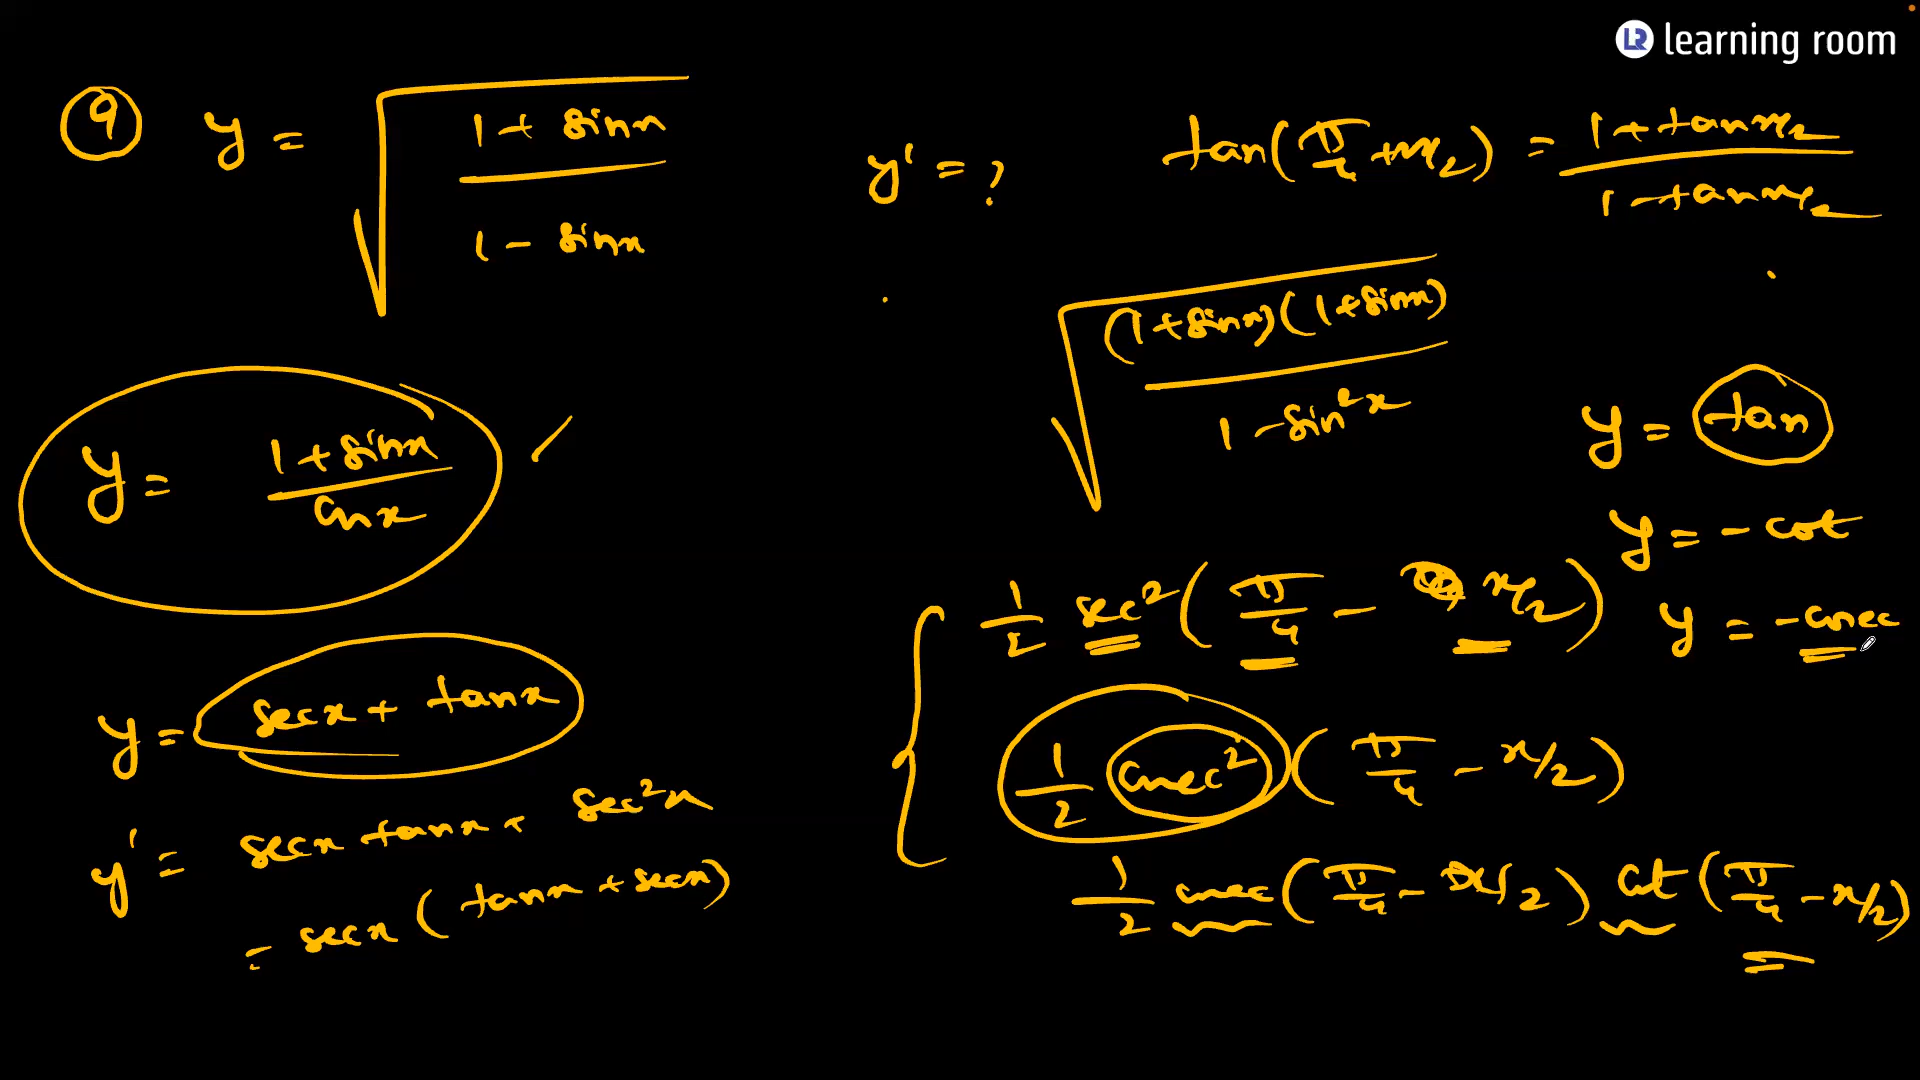 learning room
9 y = √((1 + sinx)/(1 - sinx))
y' = ?
tan(π/4 + x/2) = (1 + tan x/2)/(1 - tan x/2)
√((1 + sinx)(1 + sinx)/(1 - sin²x))
y = (1 + sinx)/cosx ✓
y = tan
y = - cot
y = - cosec
y = secx + tanx
y' = secx tanx + sec²x
= secx (tanx + secx)
1/2 sec² (π/4 - x/2)
1/2 cosec² (π/4 - x/2)
1/2 cosec (π/4 - x/2) cot (π/4 - x/2)